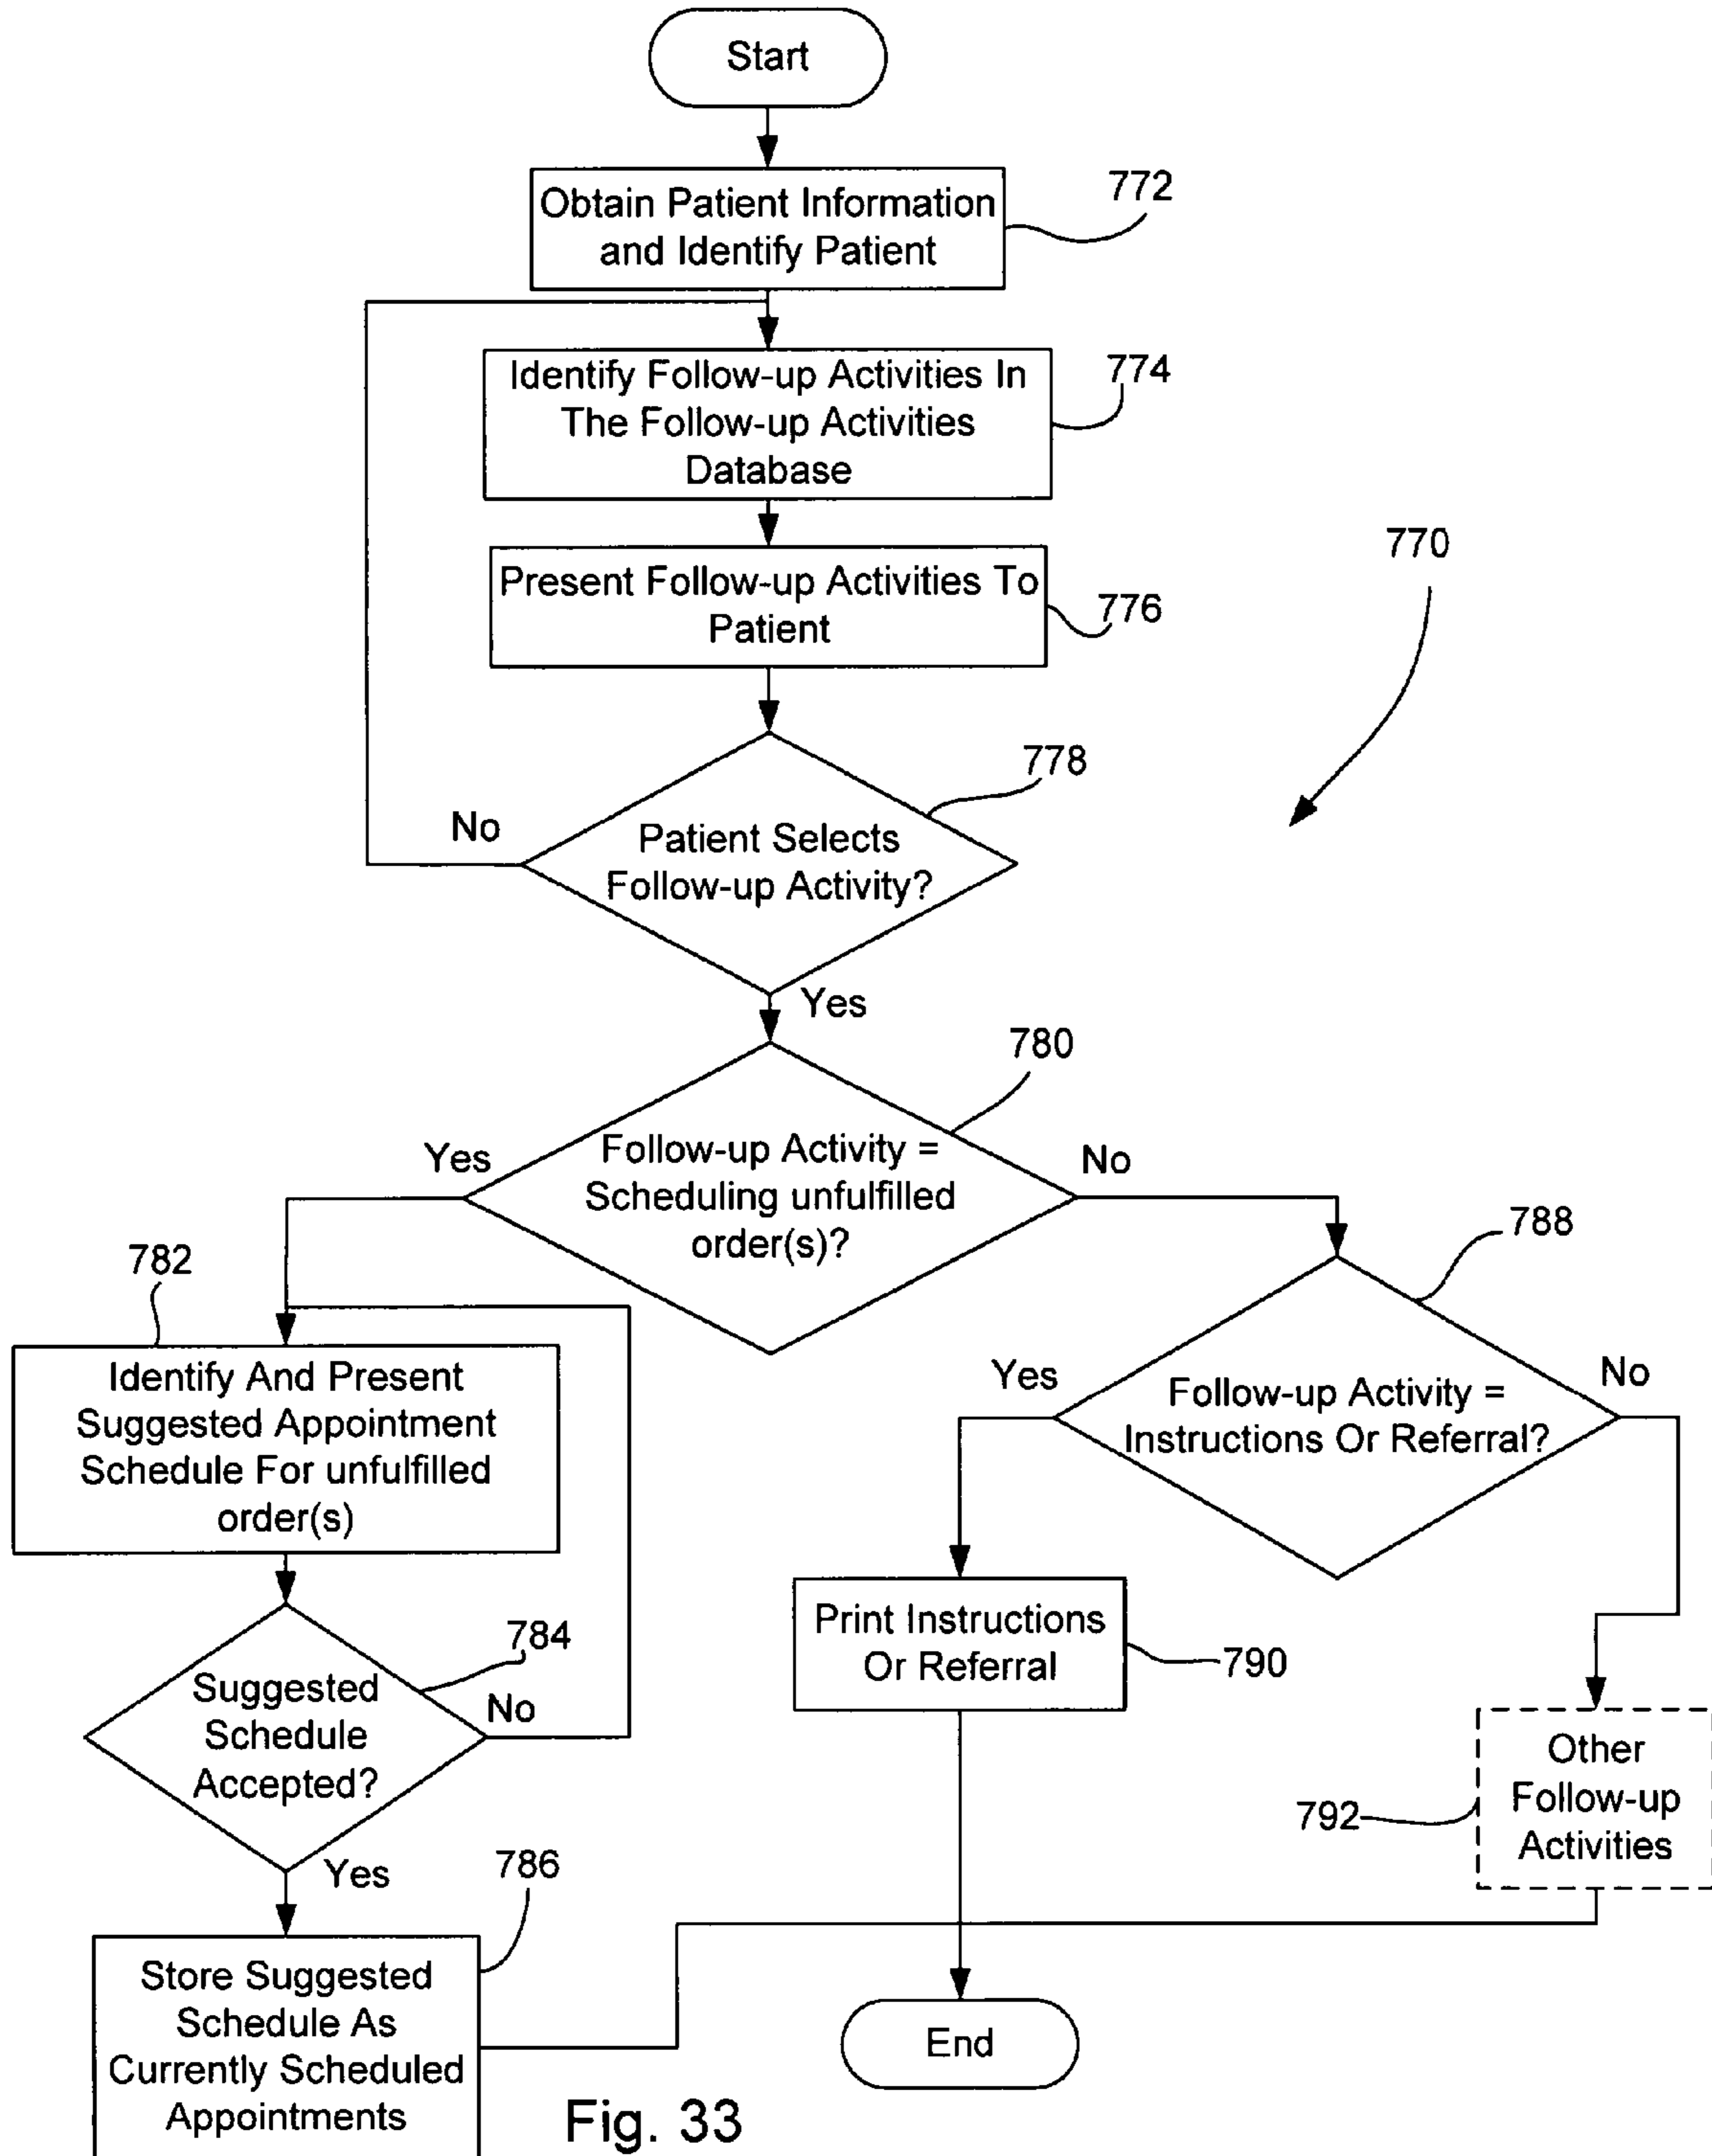 Start
Obtain Patient Information
and Identify Patient
772
Identify Follow-up Activities In
The Follow-up Activities
Database
774
Present Follow-up Activities To
Patient
776
770
778
No
Patient Selects
Follow-up Activity?
Yes
780
Yes
Follow-up Activity =
Scheduling unfulfilled
order(s)?
No
788
782
Identify And Present
Suggested Appointment
Schedule For unfulfilled
order(s)
Yes
Follow-up Activity =
Instructions Or Referral?
No
784
Suggested
Schedule
Accepted?
No
Print Instructions
Or Referral
790
Other
Follow-up
Activities
792
Yes
786
Store Suggested
Schedule As
Currently Scheduled
Appointments
End
Fig. 33